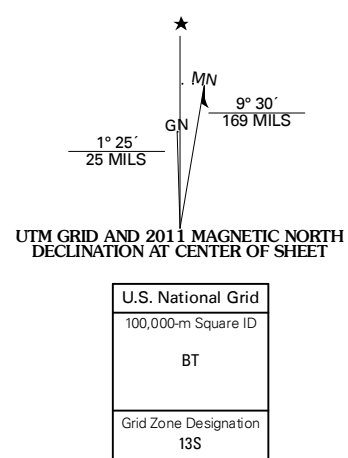 ★
MN
9° 30´
169 MILS
GN
1° 25´
25 MILS
UTM GRID AND 2011 MAGNETIC NORTH
DECLINATION AT CENTER OF SHEET
U.S. National Grid
100,000-m Square ID
BT
Grid Zone Designation
13S